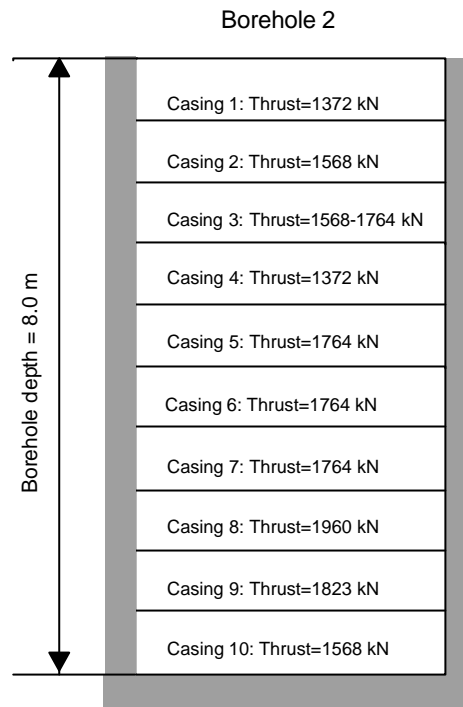 Borehole 2
Borehole depth = 8.0 m
Casing 1: Thrust=1372 kN
Casing 2: Thrust=1568 kN
Casing 3: Thrust=1568-1764 kN
Casing 4: Thrust=1372 kN
Casing 5: Thrust=1764 kN
Casing 6: Thrust=1764 kN
Casing 7: Thrust=1764 kN
Casing 8: Thrust=1960 kN
Casing 9: Thrust=1823 kN
Casing 10: Thrust=1568 kN